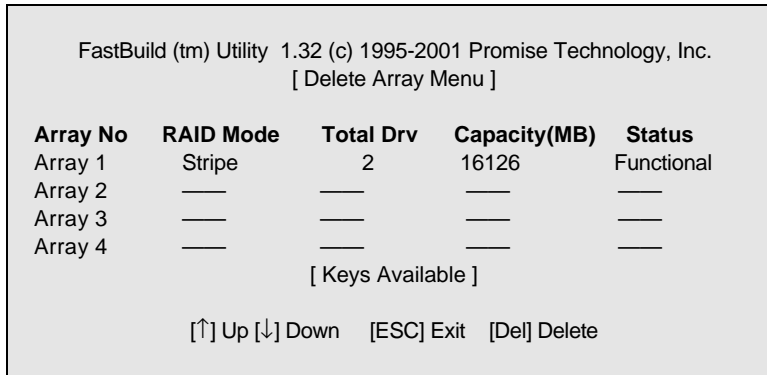 FastBuild (tm) Utility 1.32 (c) 1995-2001 Promise Technology, Inc.
[ Delete Array Menu ]
Array No RAID Mode Total Drv Capacity(MB) Status
Array 1 Stripe 2 16126 Functional
Array 2 —— —— —— ——
Array 3 —— —— —— ——
Array 4 —— —— —— ——
[ Keys Available ]
[↑] Up [↓] Down [ESC] Exit [Del] Delete